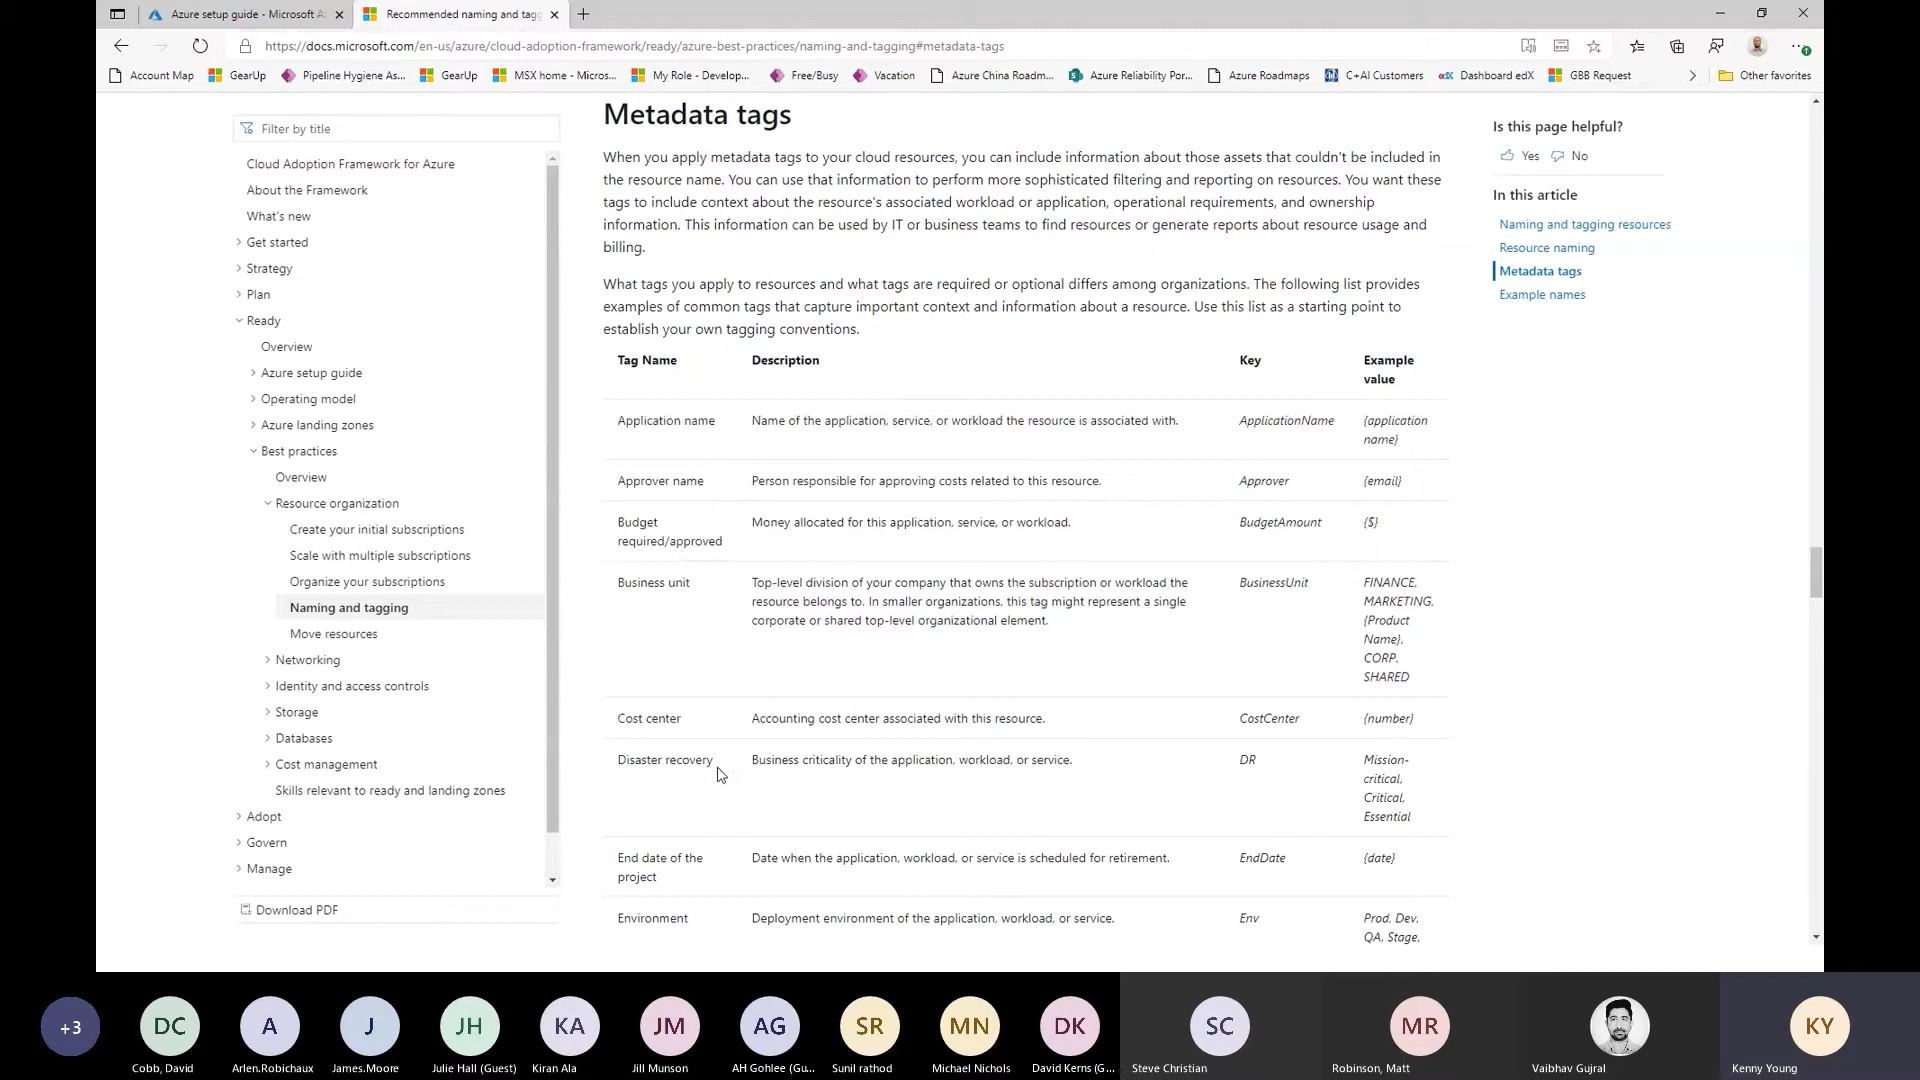 Azure setup guide - Microsoft A
Recommended naming and tagg
https://docs.microsoft.com/en-us/azure/cloud-adoption-framework/ready/azure-best-practices/naming-and-tagging#metadata-tags
Account Map
GearUp
Pipeline Hygiene As...
GearUp
MSX home - Micros...
My Role - Develop...
Free/Busy
Vacation
Azure China Roadm...
Azure Reliability Por...
Azure Roadmaps
C+AI Customers
edX Dashboard edX
GBB Request
Other favorites
Filter by title
Cloud Adoption Framework for Azure
About the Framework
What's new
Get started
Strategy
Plan
Ready
Overview
Azure setup guide
Operating model
Azure landing zones
Best practices
Overview
Resource organization
Create your initial subscriptions
Scale with multiple subscriptions
Organize your subscriptions
Naming and tagging
Move resources
Networking
Identity and access controls
Storage
Databases
Cost management
Skills relevant to ready and landing zones
Adopt
Govern
Manage
Download PDF
Metadata tags
When you apply metadata tags to your cloud resources, you can include information about those assets that couldn't be included in
the resource name. You can use that information to perform more sophisticated filtering and reporting on resources. You want these
tags to include context about the resource's associated workload or application, operational requirements, and ownership
information. This information can be used by IT or business teams to find resources or generate reports about resource usage and
billing.
What tags you apply to resources and what tags are required or optional differs among organizations. The following list provides
examples of common tags that capture important context and information about a resource. Use this list as a starting point to
establish your own tagging conventions.
Tag Name Description Key Example
value
Application name Name of the application, service, or workload the resource is associated with. ApplicationName {application
name}
Approver name Person responsible for approving costs related to this resource. Approver {email}
Budget Money allocated for this application, service, or workload. BudgetAmount {$}
required/approved
Business unit Top-level division of your company that owns the subscription or workload the BusinessUnit FINANCE,
resource belongs to. In smaller organizations, this tag might represent a single MARKETING,
corporate or shared top-level organizational element. {Product
Name},
CORP,
SHARED
Cost center Accounting cost center associated with this resource. CostCenter {number}
Disaster recovery Business criticality of the application, workload, or service. DR Mission-
critical,
Critical,
Essential
End date of the Date when the application, workload, or service is scheduled for retirement. EndDate {date}
project
Environment Deployment environment of the application, workload, or service. Env Prod, Dev,
QA, Stage,
Is this page helpful?
Yes No
In this article
Naming and tagging resources
Resource naming
Metadata tags
Example names
+3
DC
A
J
JH
KA
JM
AG
SR
MN
DK
SC
MR
KY
Cobb, David
Arlen.Robichaux
James.Moore
Julie Hall (Guest)
Kiran Ala
Jill Munson
AH Gohlee (Gu...
Sunil rathod
Michael Nichols
David Kerns (G...
Steve Christian
Robinson, Matt
Vaibhav Gujral
Kenny Young